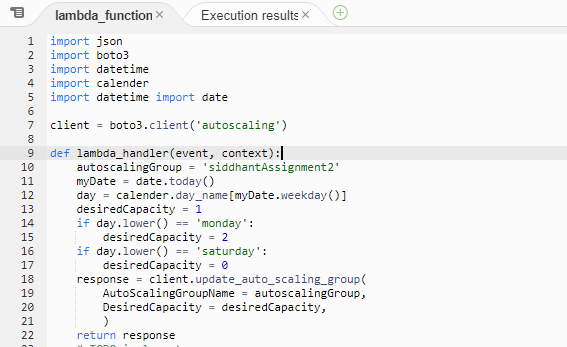 lambda_function × Execution results ×
1 import json
2 import boto3
3 import datetime
4 import calender
5 import datetime import date
6
7 client = boto3.client('autoscaling')
8
9 def lambda_handler(event, context):
10 autoscalingGroup = 'siddhantAssignment2'
11 myDate = date.today()
12 day = calender.day_name[myDate.weekday()]
13 desiredCapacity = 1
14 if day.lower() == 'monday':
15 desiredCapacity = 2
16 if day.lower() == 'saturday':
17 desiredCapacity = 0
18 response = client.update_auto_scaling_group(
19 AutoScalingGroupName = autoscalingGroup,
20 DesiredCapacity = desiredCapacity,
21 )
22 return response